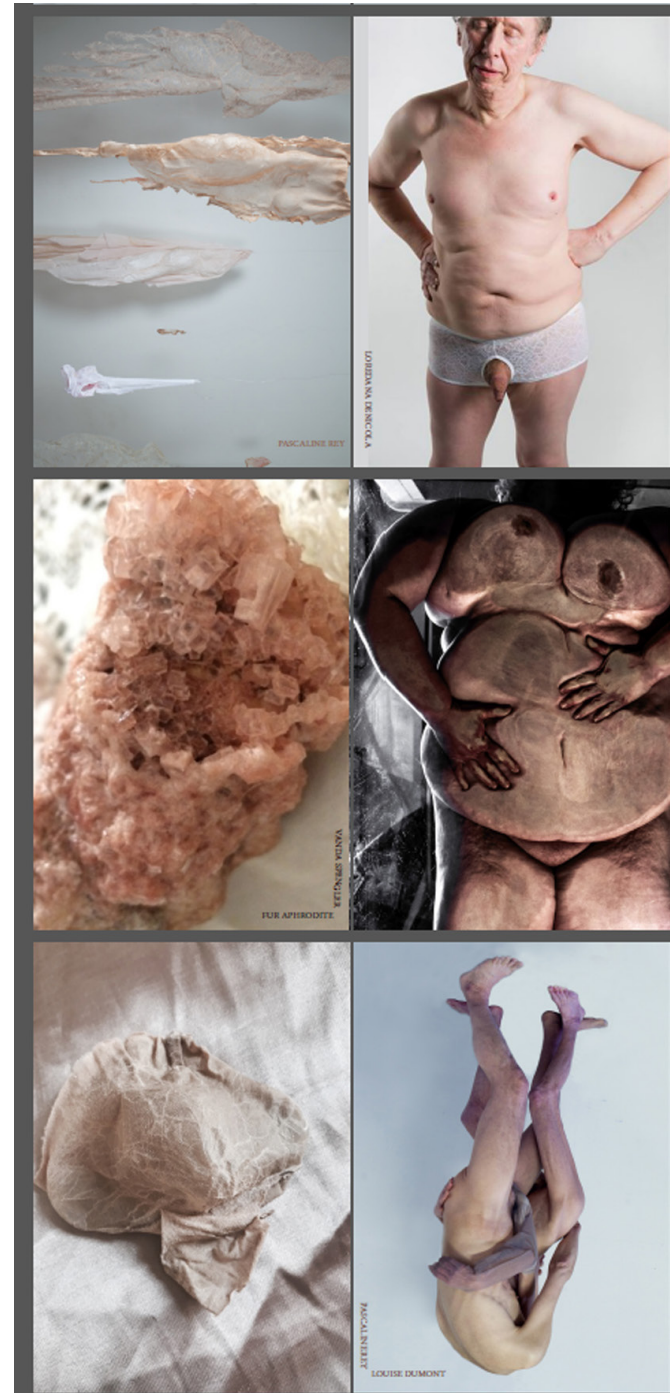 PASCALINE REY
LOREDANA DENICOLA
VANDA SPENGLER
FUR APHRODITE
PASCALINE REY
LOUISE DUMONT